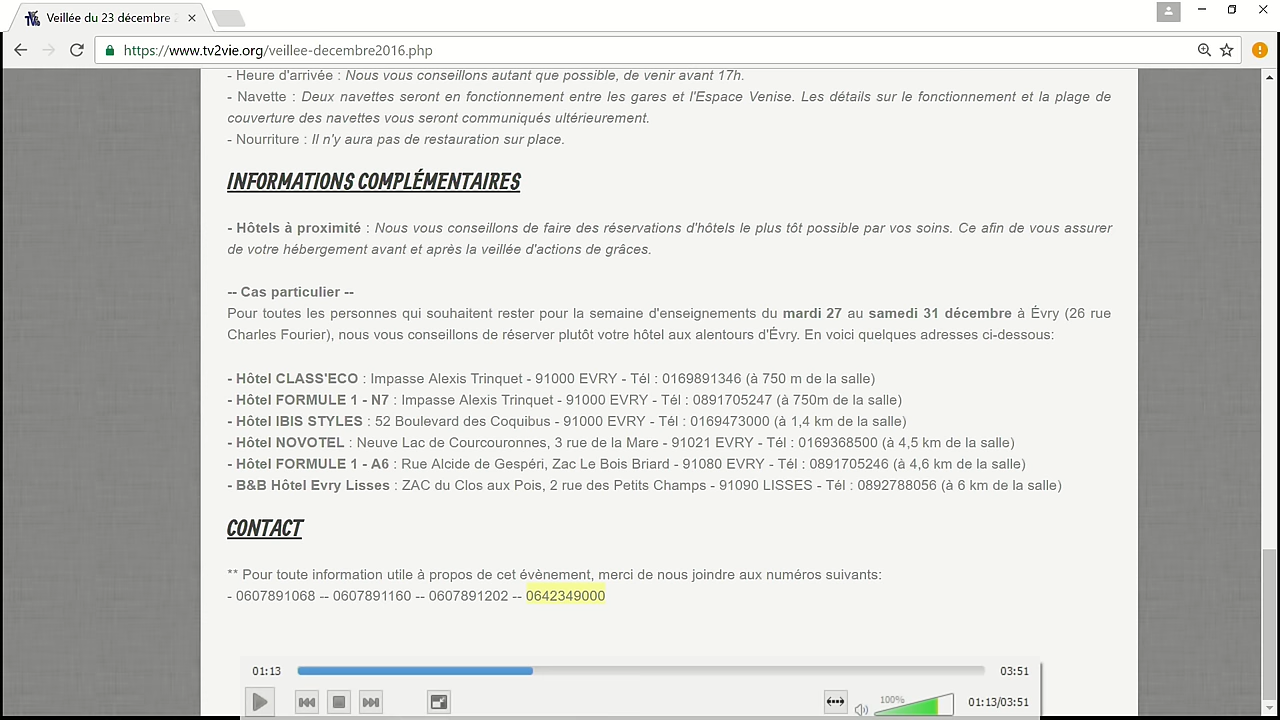 Veillée du 23 décembre 2
https://www.tv2vie.org/veillee-decembre2016.php
- Heure d'arrivée : Nous vous conseillons autant que possible, de venir avant 17h.
- Navette : Deux navettes seront en fonctionnement entre les gares et l'Espace Venise. Les détails sur le fonctionnement et la plage de
couverture des navettes vous seront communiqués ultérieurement.
- Nourriture : Il n'y aura pas de restauration sur place.
INFORMATIONS COMPLÉMENTAIRES
- Hôtels à proximité : Nous vous conseillons de faire des réservations d'hôtels le plus tôt possible par vos soins. Ce afin de vous assurer
de votre hébergement avant et après la veillée d'actions de grâces.
-- Cas particulier --
Pour toutes les personnes qui souhaitent rester pour la semaine d'enseignements du mardi 27 au samedi 31 décembre à Évry (26 rue
Charles Fourier), nous vous conseillons de réserver plutôt votre hôtel aux alentours d'Évry. En voici quelques adresses ci-dessous:
- Hôtel CLASS'ECO : Impasse Alexis Trinquet - 91000 EVRY - Tél : 0169891346 (à 750 m de la salle)
- Hôtel FORMULE 1 - N7 : Impasse Alexis Trinquet - 91000 EVRY - Tél : 0891705247 (à 750m de la salle)
- Hôtel IBIS STYLES : 52 Boulevard des Coquibus - 91000 EVRY - Tél : 0169473000 (à 1,4 km de la salle)
- Hôtel NOVOTEL : Neuve Lac de Courcouronnes, 3 rue de la Mare - 91021 EVRY - Tél : 0169368500 (à 4,5 km de la salle)
- Hôtel FORMULE 1 - A6 : Rue Alcide de Gespéri, Zac Le Bois Briard - 91080 EVRY - Tél : 0891705246 (à 4,6 km de la salle)
- B&B Hôtel Evry Lisses : ZAC du Clos aux Pois, 2 rue des Petits Champs - 91090 LISSES - Tél : 0892788056 (à 6 km de la salle)
CONTACT
** Pour toute information utile à propos de cet évènement, merci de nous joindre aux numéros suivants:
- 0607891068 -- 0607891160 -- 0607891202 -- 0642349000
01:13 03:51
100% 01:13/03:51